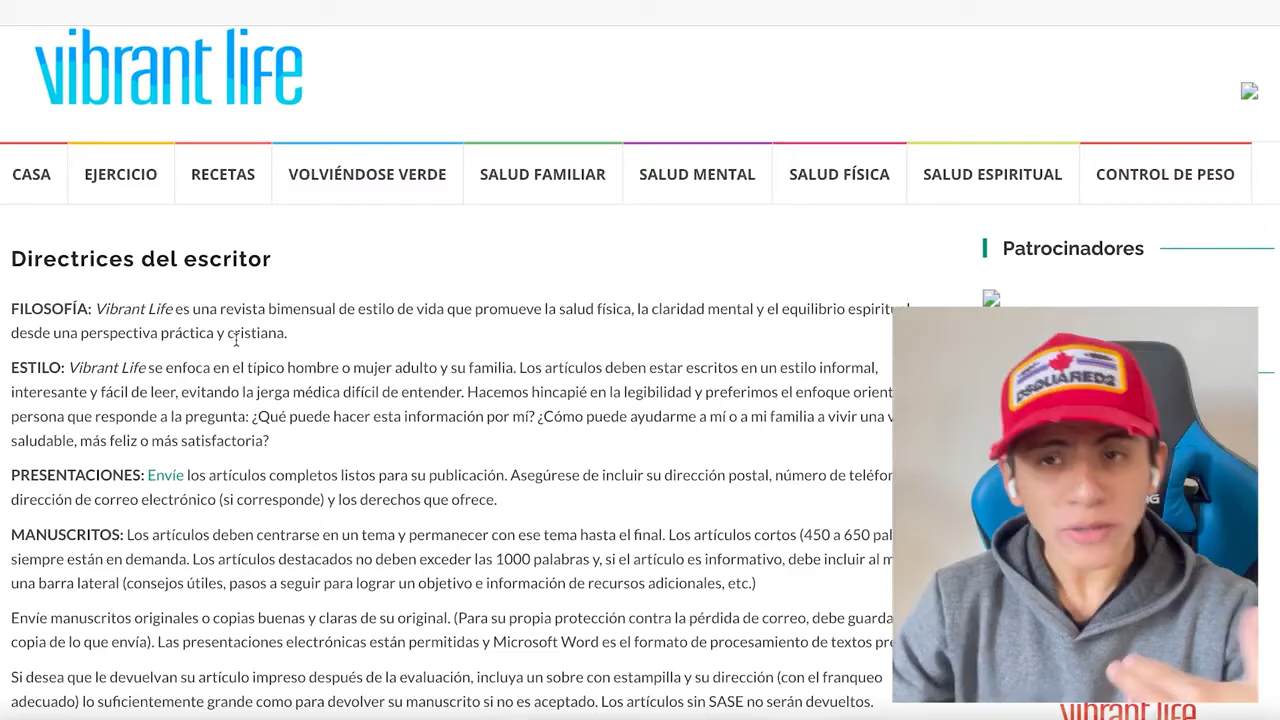 vibrant life
CASA
EJERCICIO
RECETAS
VOLVIÉNDOSE VERDE
SALUD FAMILIAR
SALUD MENTAL
SALUD FÍSICA
SALUD ESPIRITUAL
CONTROL DE PESO
Directrices del escritor
FILOSOFÍA: Vibrant Life es una revista bimensual de estilo de vida que promueve la salud física, la claridad mental y el equilibrio
desde una perspectiva práctica y cristiana.
ESTILO: Vibrant Life se enfoca en el típico hombre o mujer adulto y su familia. Los artículos deben estar escritos en un estilo informal,
interesante y fácil de leer, evitando la jerga médica difícil de entender. Hacemos hincapié en la legibilidad y preferimos el enfoque orient
persona que responde a la pregunta: ¿Qué puede hacer esta información por mí? ¿Cómo puede ayudarme a mí o a mi familia a vivir una v
saludable, más feliz o más satisfactoria?
PRESENTACIONES: Envíe los artículos completos listos para su publicación. Asegúrese de incluir su dirección postal, número de teléfon
dirección de correo electrónico (si corresponde) y los derechos que ofrece.
MANUSCRITOS: Los artículos deben centrarse en un tema y permanecer con ese tema hasta el final. Los artículos cortos (450 a 650 pal
siempre están en demanda. Los artículos destacados no deben exceder las 1000 palabras y, si el artículo es informativo, debe incluir al m
una barra lateral (consejos útiles, pasos a seguir para lograr un objetivo e información de recursos adicionales, etc.)
Envíe manuscritos originales o copias buenas y claras de su original. (Para su propia protección contra la pérdida de correo, debe guarda
copia de lo que envía). Las presentaciones electrónicas están permitidas y Microsoft Word es el formato de procesamiento de textos pre
Si desea que le devuelvan su artículo impreso después de la evaluación, incluya un sobre con estampilla y su dirección (con el franqueo
adecuado) lo suficientemente grande como para devolver su manuscrito si no es aceptado. Los artículos sin SASE no serán devueltos.
Patrocinadores
DSQUARED2
vibrant life